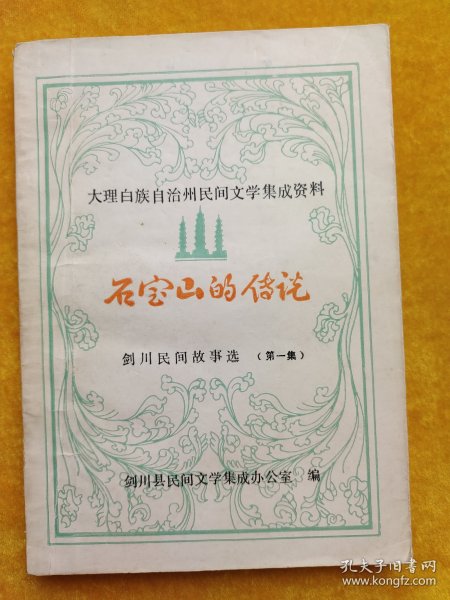 大理白族自治州民间文学集成资料
石宝山的传说
剑川民间故事选 (第一集)
剑川县民间文学集成办公室 编
孔夫子旧书网
www.kongfz.com